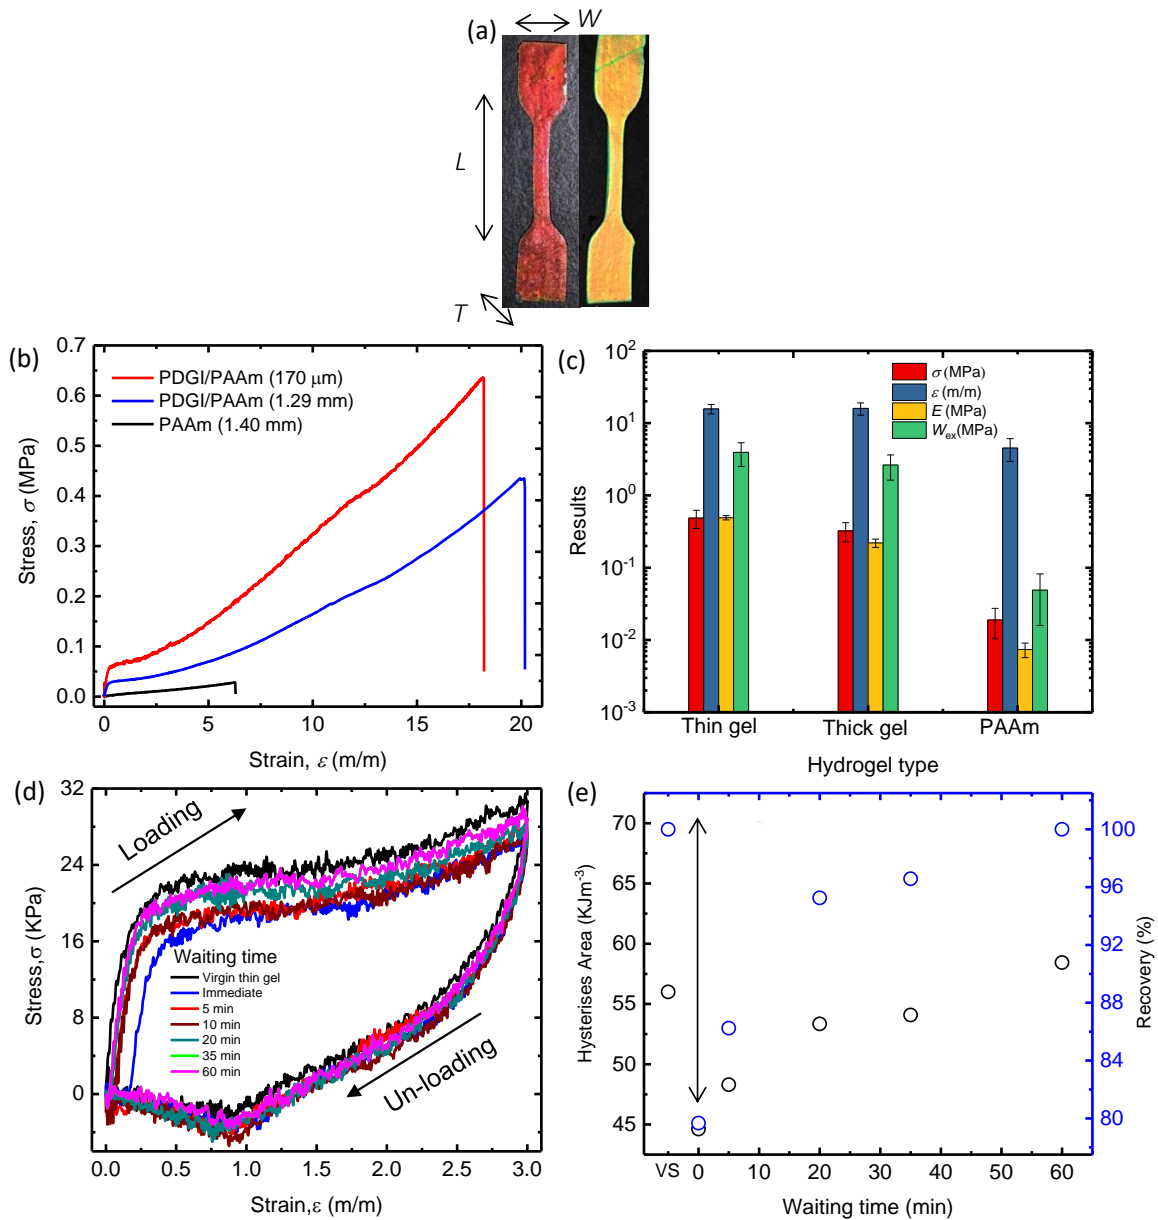 (a)
W
L
T
(b)
0.7
0.6
0.5
0.4
0.3
0.2
0.1
0.0
Stress, σ (MPa)
PDGI/PAAm (170 μm)
PDGI/PAAm (1.29 mm)
PAAm (1.40 mm)
0 5 10 15 20
Strain, ε (m/m)
(c)
10²
10¹
10⁰
10⁻¹
10⁻²
10⁻³
Results
σ(MPa)
ε(m/m)
E(MPa)
W_ex(MPa)
Thin gel Thick gel PAAm
Hydrogel type
(d)
32
24
16
8
0
Stress,σ (KPa)
Loading
Waiting time
Virgin thin gel
Immediate
5 min
10 min
20 min
35 min
60 min
Un-loading
0.0 0.5 1.0 1.5 2.0 2.5 3.0
Strain,ε (m/m)
(e)
70
65
60
55
50
45
Hysterises Area (KJm⁻³)
100
96
92
88
84
80
Recovery (%)
VS 0 10 20 30 40 50 60
Waiting time (min)